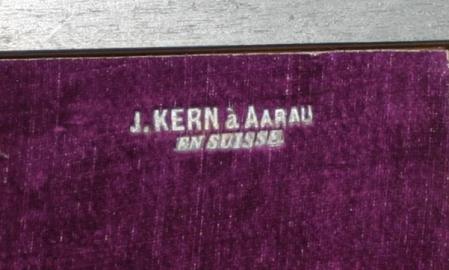 J. KERN à AARAU
EN SUISSE